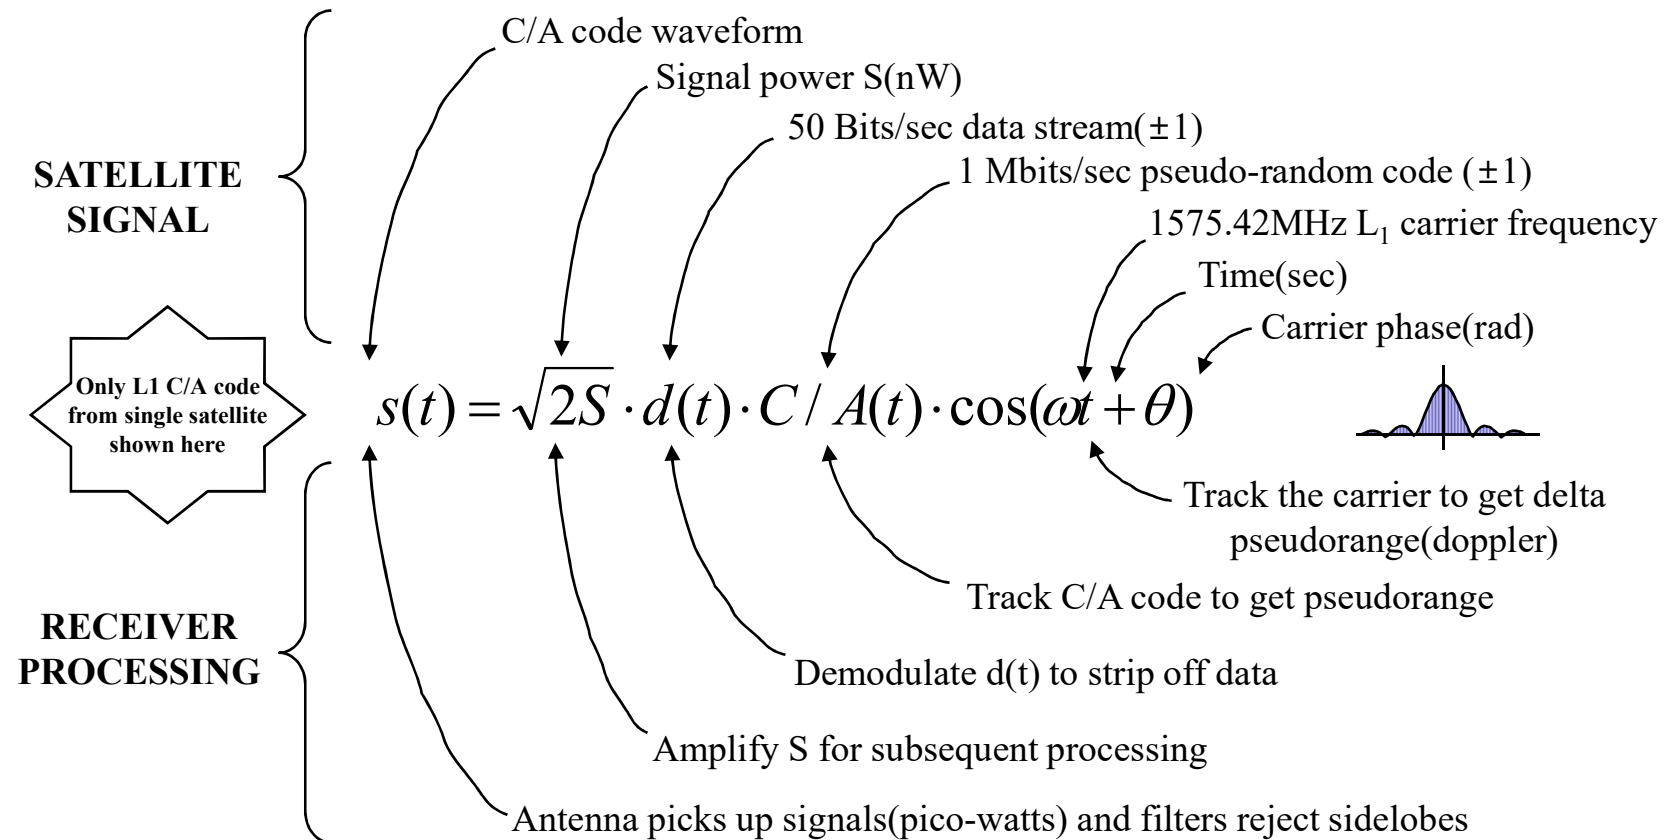 C/A code waveform
Signal power S(nW)
50 Bits/sec data stream(±1)
1 Mbits/sec pseudo-random code (±1)
1575.42MHz L₁ carrier frequency
Time(sec)
Carrier phase(rad)
SATELLITE
SIGNAL
Only L1 C/A code
from single satellite
shown here
s(t) = √2S · d(t) · C / A(t) · cos(ωt + θ)
Track the carrier to get delta
pseudorange(doppler)
Track C/A code to get pseudorange
RECEIVER
PROCESSING
Demodulate d(t) to strip off data
Amplify S for subsequent processing
Antenna picks up signals(pico-watts) and filters reject sidelobes